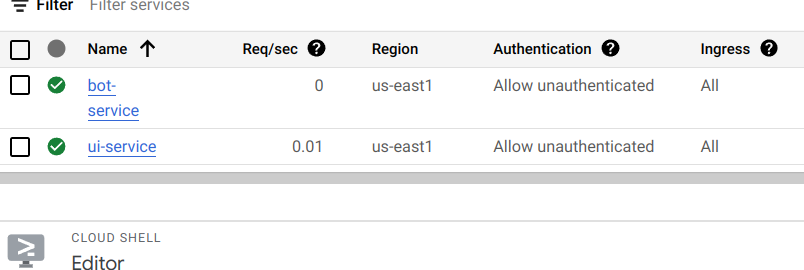 Filter Filter services
Name Req/sec Region Authentication Ingress
bot-
service 0 us-east1 Allow unauthenticated All
ui-service 0.01 us-east1 Allow unauthenticated All
CLOUD SHELL
Editor